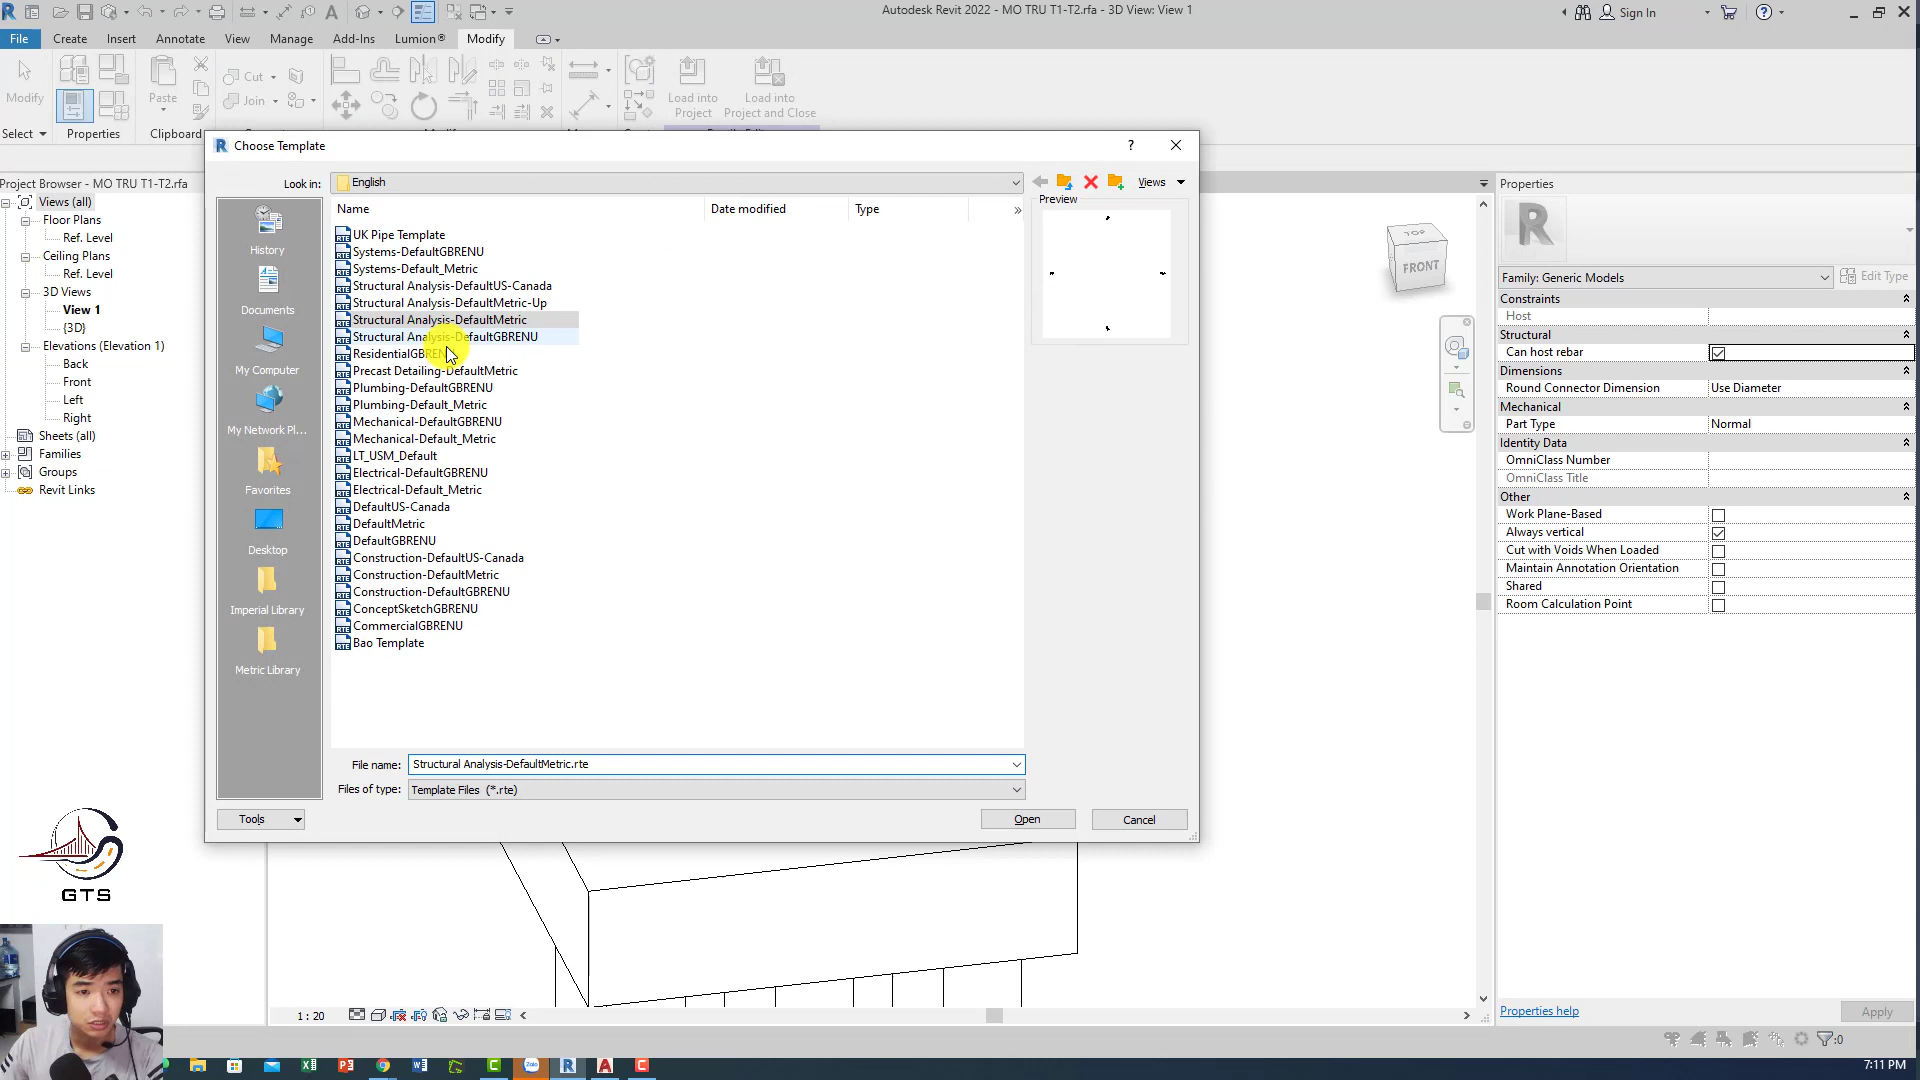 Autodesk Revit 2022 - MO TRU T1-T2.rfa - 3D View: View 1
Sign In
File Create Insert Annotate View Manage Add-Ins Lumion® Modify
Modify
Paste
Cut
Join
Load into Project
Load into Project and Close
Select Properties Clipboard
Project Browser - MO TRU T1-T2.rfa
Views (all)
Floor Plans
Ref. Level
Ceiling Plans
Ref. Level
3D Views
View 1
{3D}
Elevations (Elevation 1)
Back
Front
Left
Right
Sheets (all)
Families
Groups
Revit Links
Choose Template
?
Look in: English
Views
History
Documents
My Computer
My Network Pl...
Favorites
Desktop
Imperial Library
Metric Library
Name Date modified Type »
UK Pipe Template
Systems-DefaultGBRENU
Systems-Default_Metric
Structural Analysis-DefaultUS-Canada
Structural Analysis-DefaultMetric-Up
Structural Analysis-DefaultMetric
Structural Analysis-DefaultGBRENU
Precast Detailing-DefaultMetric
Plumbing-DefaultGBRENU
Plumbing-Default_Metric
Mechanical-DefaultGBRENU
Mechanical-Default_Metric
LT_USM_Default
Electrical-DefaultGBRENU
Electrical-Default_Metric
DefaultUS-Canada
DefaultMetric
DefaultGBRENU
Construction-DefaultUS-Canada
Construction-DefaultMetric
Construction-DefaultGBRENU
ConceptSketchGBRENU
CommercialGBRENU
Bao Template
Preview
File name: Structural Analysis-DefaultMetric.rte
Files of type: Template Files (*.rte)
Tools
Open
Cancel
TOP
FRONT
Properties
Family: Generic Models
Edit Type
Constraints
Host
Structural
Can host rebar
Dimensions
Round Connector Dimension Use Diameter
Mechanical
Part Type Normal
Identity Data
OmniClass Number
OmniClass Title
Other
Work Plane-Based
Always vertical
Cut with Voids When Loaded
Maintain Annotation Orientation
Shared
Room Calculation Point
Properties help
Apply
GTS
1 : 20
:0
7:11 PM